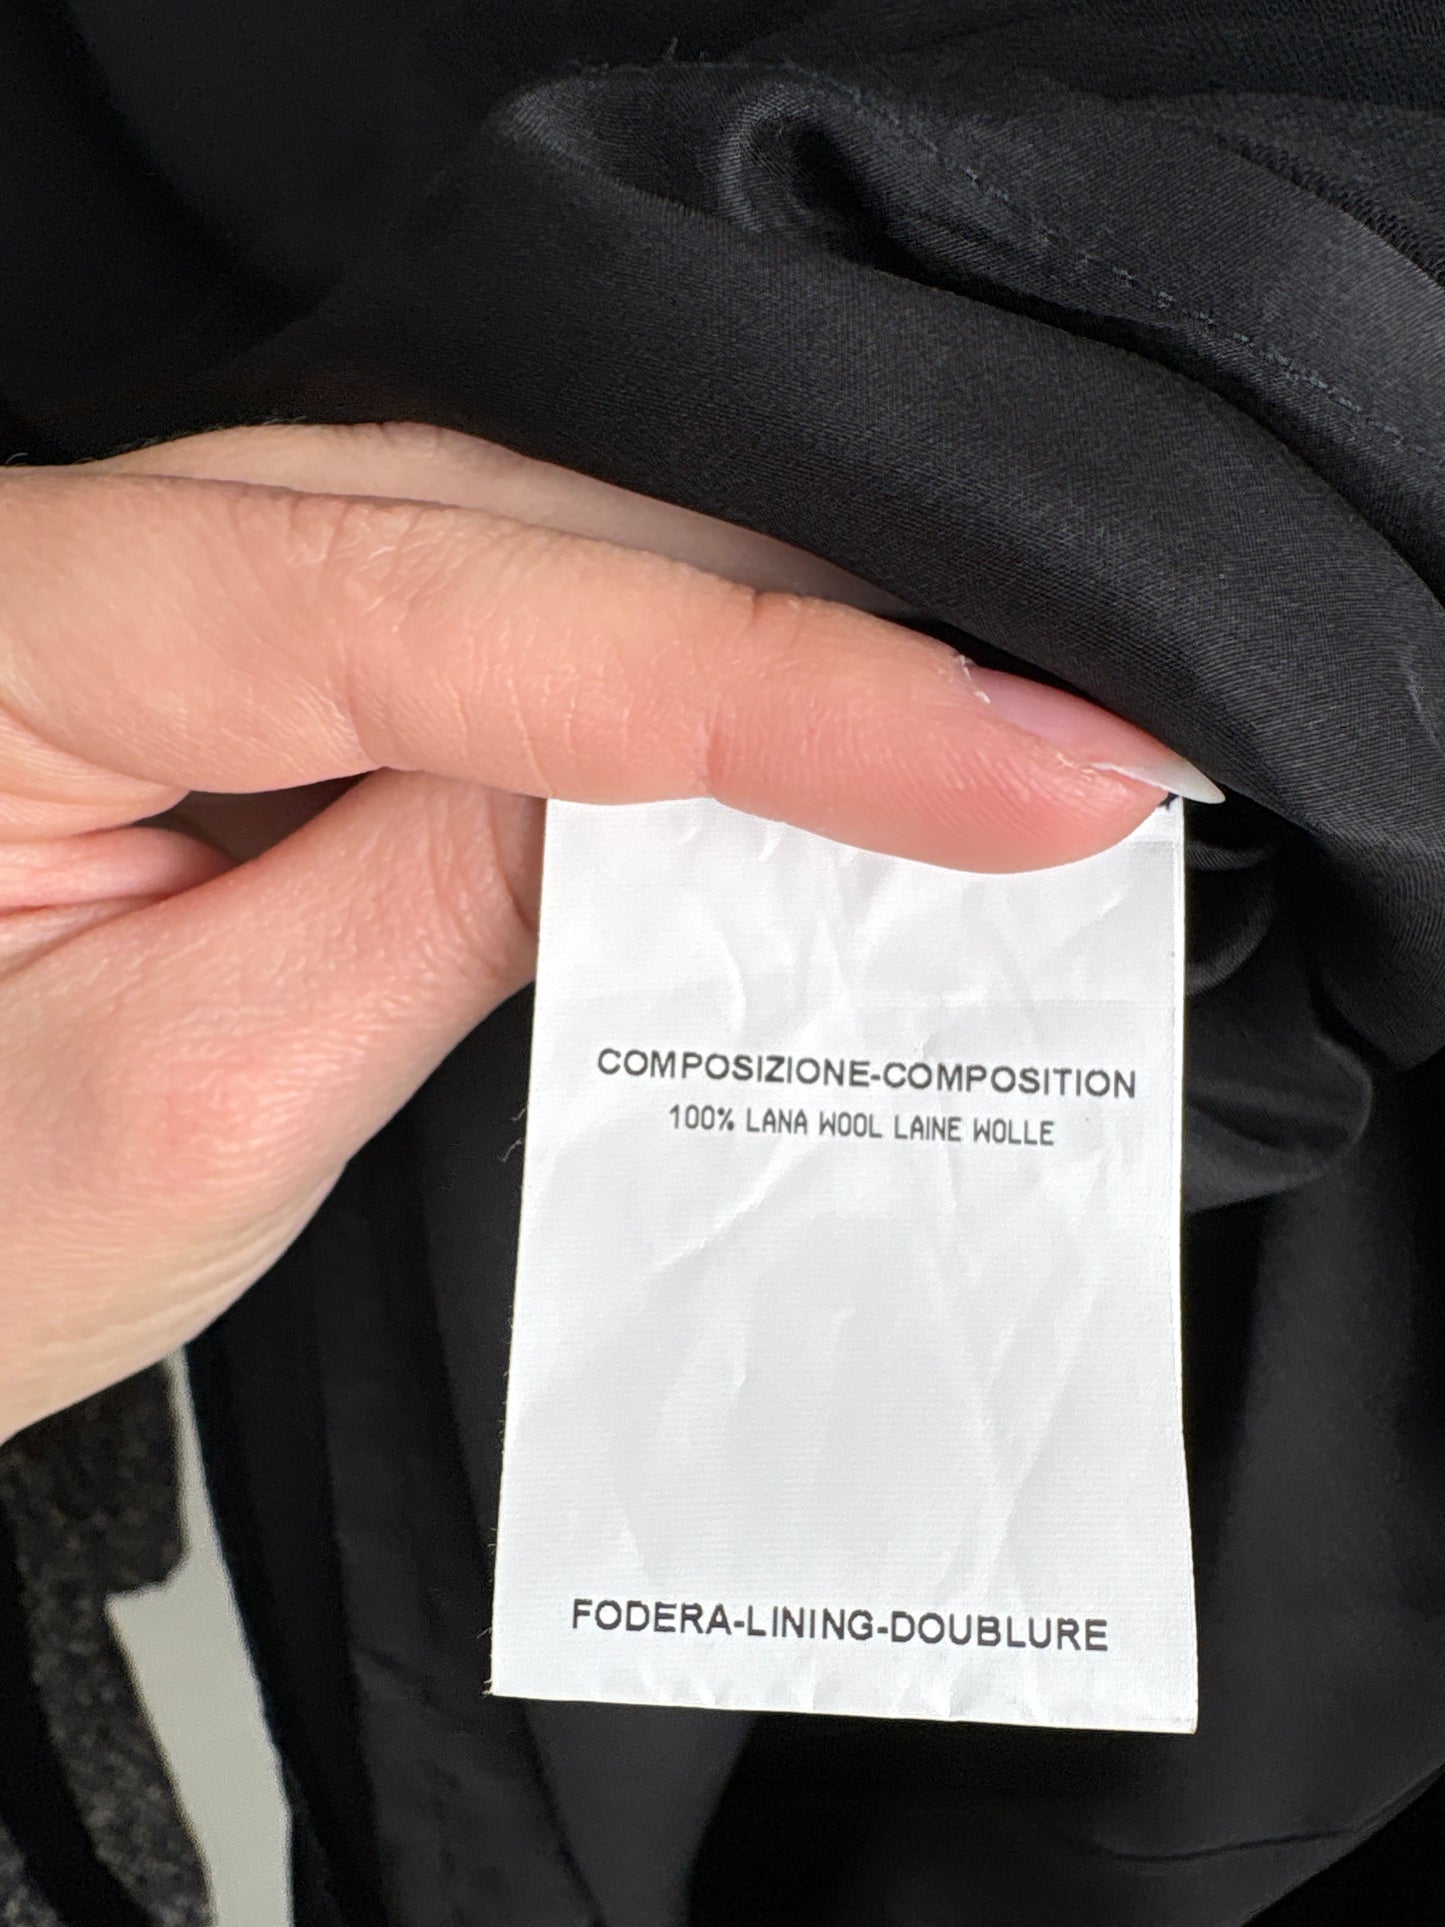 COMPOSIZIONE-COMPOSITION
100% LANA WOOL LAINE WOLLE
FODERA-LINING-DOUBLURE